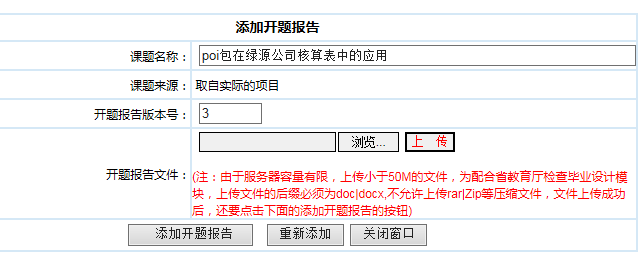 添加开题报告
课题名称： poi包在绿源公司核算表中的应用
课题来源： 取自实际的项目
开题报告版本号： 3
浏览... 上 传
开题报告文件：
(注：由于服务器容量有限，上传小于50M的文件，为配合省教育厅检查毕业设计模
块，上传文件的后缀必须为doc|docx,不允许上传rar|Zip等压缩文件，文件上传成功
后，还要点击下面的添加开题报告的按钮)
添加开题报告 重新添加 关闭窗口